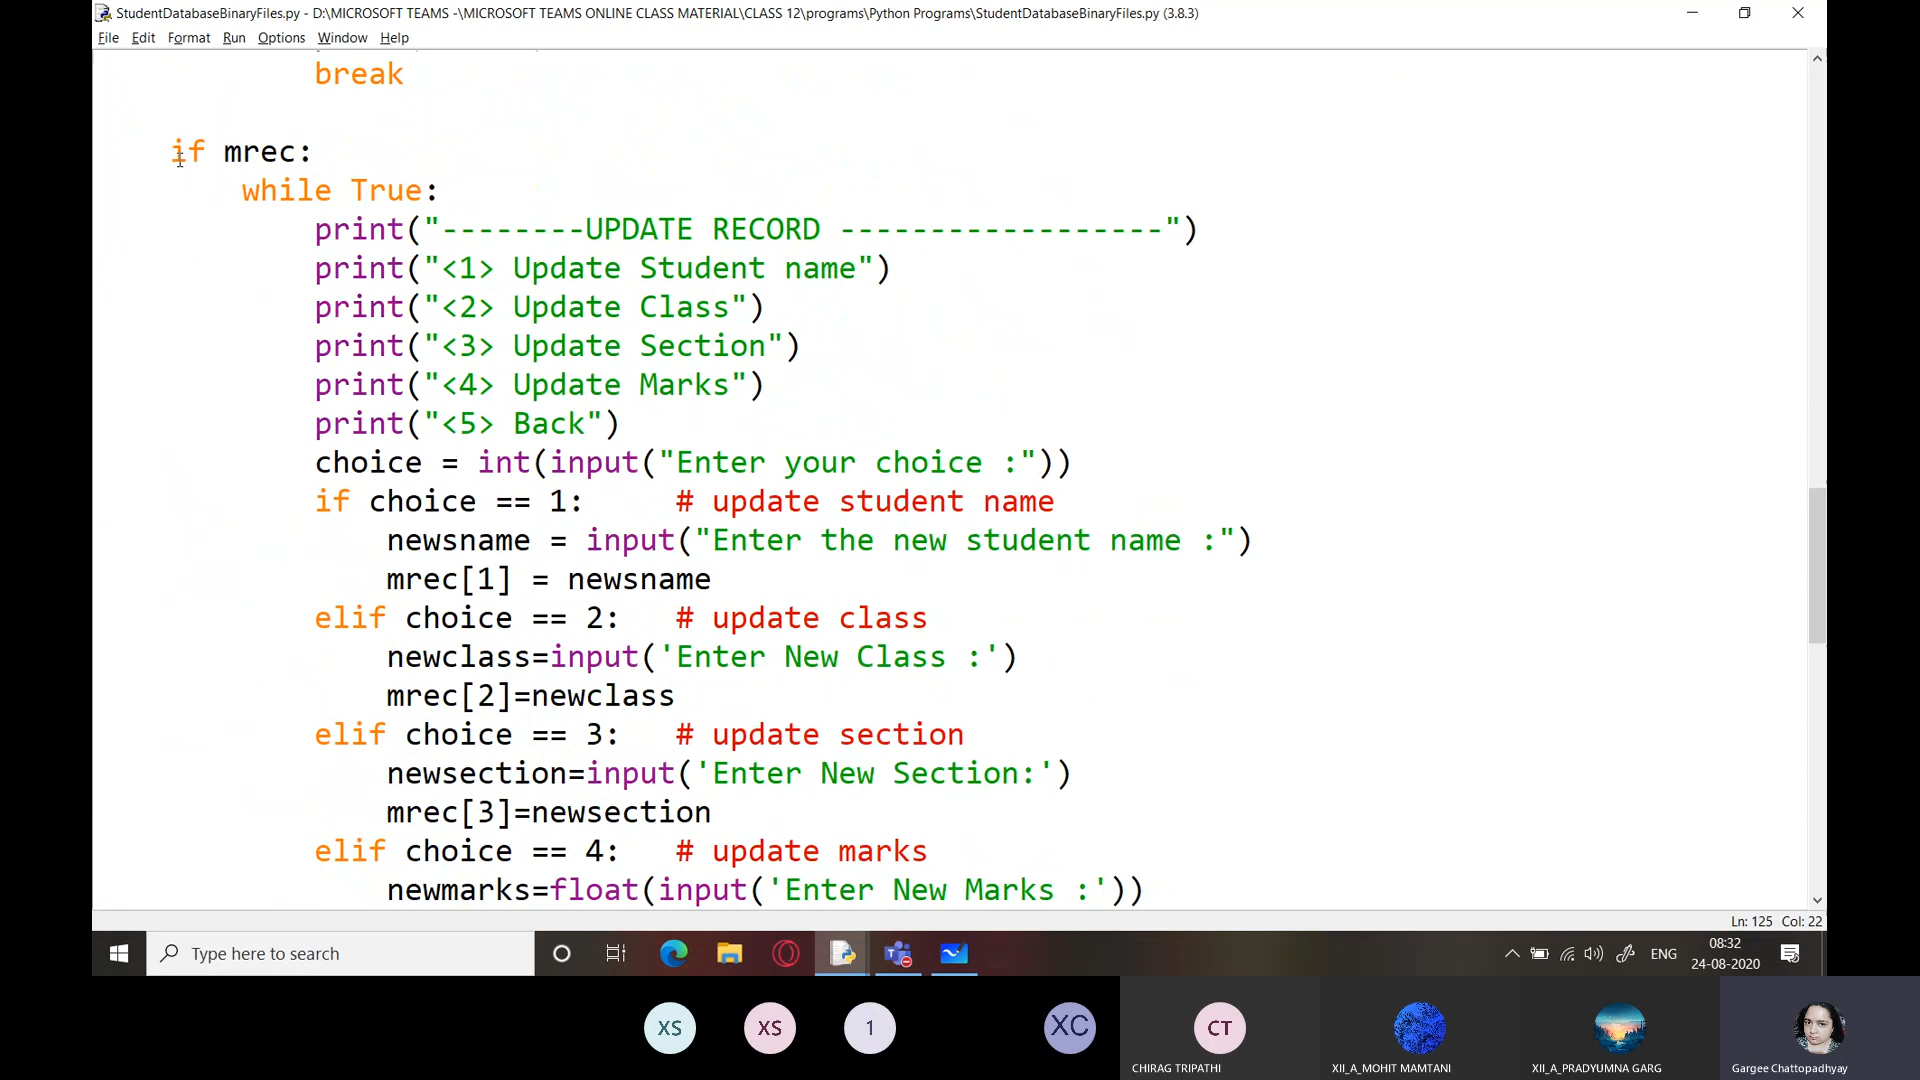 StudentDatabaseBinaryFiles.py - D:\MICROSOFT TEAMS -\MICROSOFT TEAMS ONLINE CLASS MATERIAL\CLASS 12\programs\Python Programs\StudentDatabaseBinaryFiles.py (3.8.3)
File Edit Format Run Options Window Help
break
if mrec:
while True:
print("--------UPDATE RECORD ------------------")
print("<1> Update Student name")
print("<2> Update Class")
print("<3> Update Section")
print("<4> Update Marks")
print("<5> Back")
choice = int(input("Enter your choice :"))
if choice == 1: # update student name
newsname = input("Enter the new student name :")
mrec[1] = newsname
elif choice == 2: # update class
newclass=input('Enter New Class :')
mrec[2]=newclass
elif choice == 3: # update section
newsection=input('Enter New Section:')
mrec[3]=newsection
elif choice == 4: # update marks
newmarks=float(input('Enter New Marks :'))
Ln: 125 Col: 22
Type here to search
ENG
08:32
24-08-2020
XS XS 1 XC CT
CHIRAG TRIPATHI XII_A_MOHIT MAMTANI XII_A_PRADYUMNA GARG Gargee Chattopadhyay